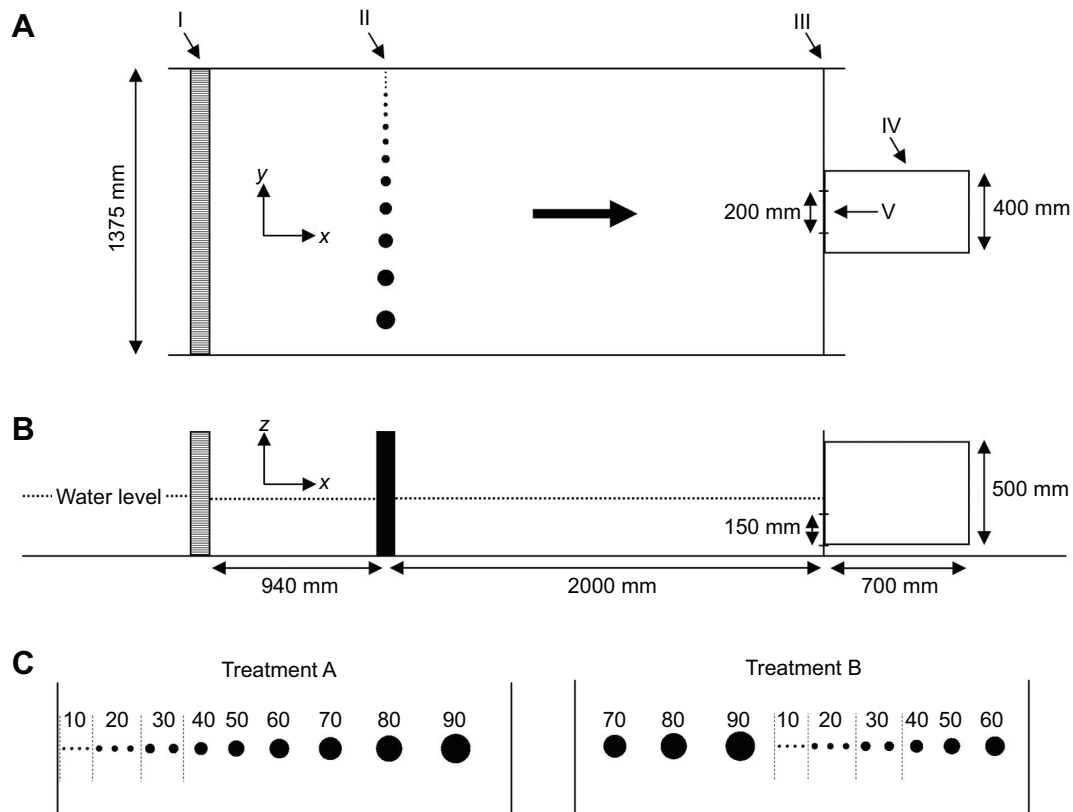 A
I
II
III
IV
1375 mm
y
x
200 mm
V
400 mm
B
z
x
Water level
500 mm
150 mm
940 mm
2000 mm
700 mm
C
Treatment A
Treatment B
10 20 30 40 50 60 70 80 90
70 80 90 10 20 30 40 50 60